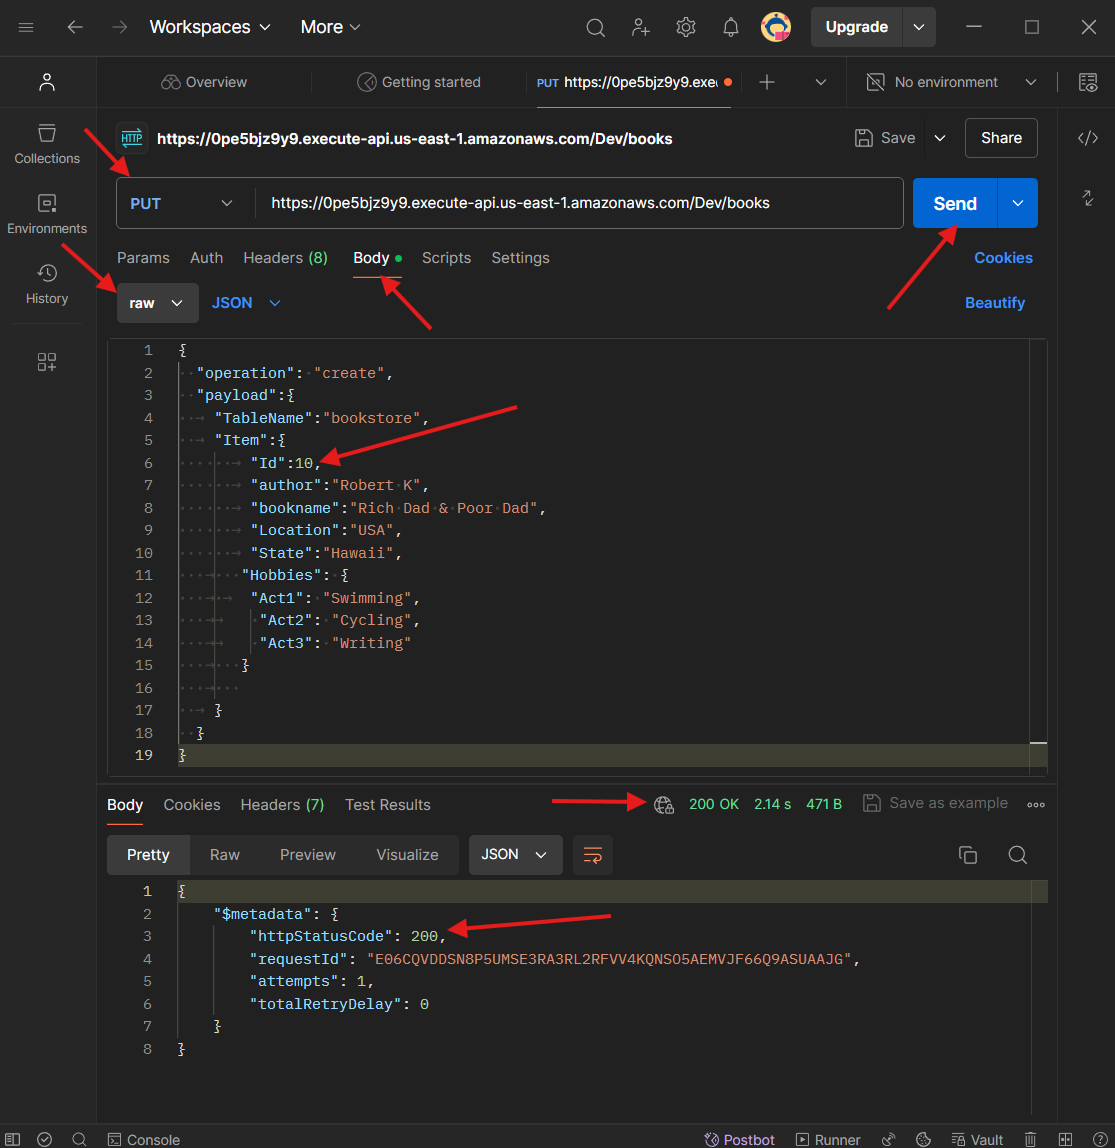 Workspaces More Upgrade
Overview Getting started PUT https://0pe5bjz9y9.exe No environment
HTTP https://0pe5bjz9y9.execute-api.us-east-1.amazonaws.com/Dev/books Save Share
Collections
PUT https://0pe5bjz9y9.execute-api.us-east-1.amazonaws.com/Dev/books Send
Environments
Params Auth Headers (8) Body Scripts Settings Cookies
History
raw JSON Beautify
1 {
2 "operation": "create",
3 "payload":{
4 "TableName":"bookstore",
5 "Item":{
6 "Id":10,
7 "author":"Robert K",
8 "bookname":"Rich Dad & Poor Dad",
9 "Location":"USA",
10 "State":"Hawaii",
11 "Hobbies": {
12 "Act1": "Swimming",
13 "Act2": "Cycling",
14 "Act3": "Writing"
15 }
16
17 }
18 }
19 }
Body Cookies Headers (7) Test Results 200 OK 2.14 s 471 B Save as example
Pretty Raw Preview Visualize JSON
1 {
2 "$metadata": {
3 "httpStatusCode": 200,
4 "requestId": "E06CQVDDSN8P5UMSE3RA3RL2RFVV4KQNSO5AEMVJF66Q9ASUAAJG",
5 "attempts": 1,
6 "totalRetryDelay": 0
7 }
8 }
Console Postbot Runner Vault